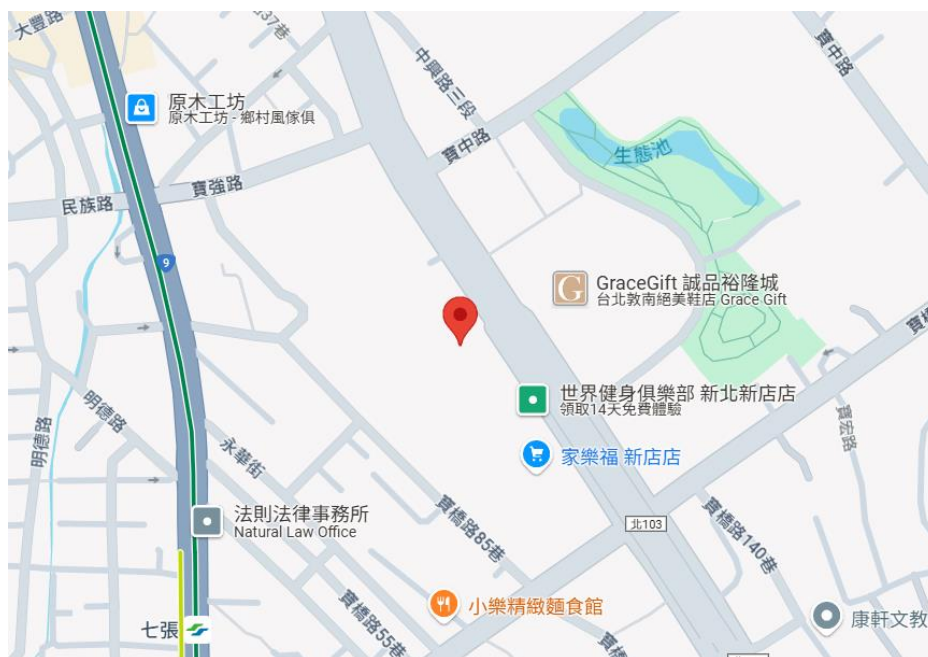 大豐路
237巷
中興路三段
寶中路
原木工坊
原木工坊 - 鄉村風傢俱
寶中路
生態池
寶強路
民族路
9
G
GraceGift 誠品裕隆城
台北敦南絕美鞋店 Grace Gift
寶橋
世界健身俱樂部 新北新店店
領取14天免費體驗
寶宏路
明德路
明德路
永華街
家樂福 新店店
法則法律事務所
Natural Law Office
北103
寶橋路85巷
寶橋路140巷
小樂精緻麵食館
七張
寶橋路55巷
寶橋路
康軒文教